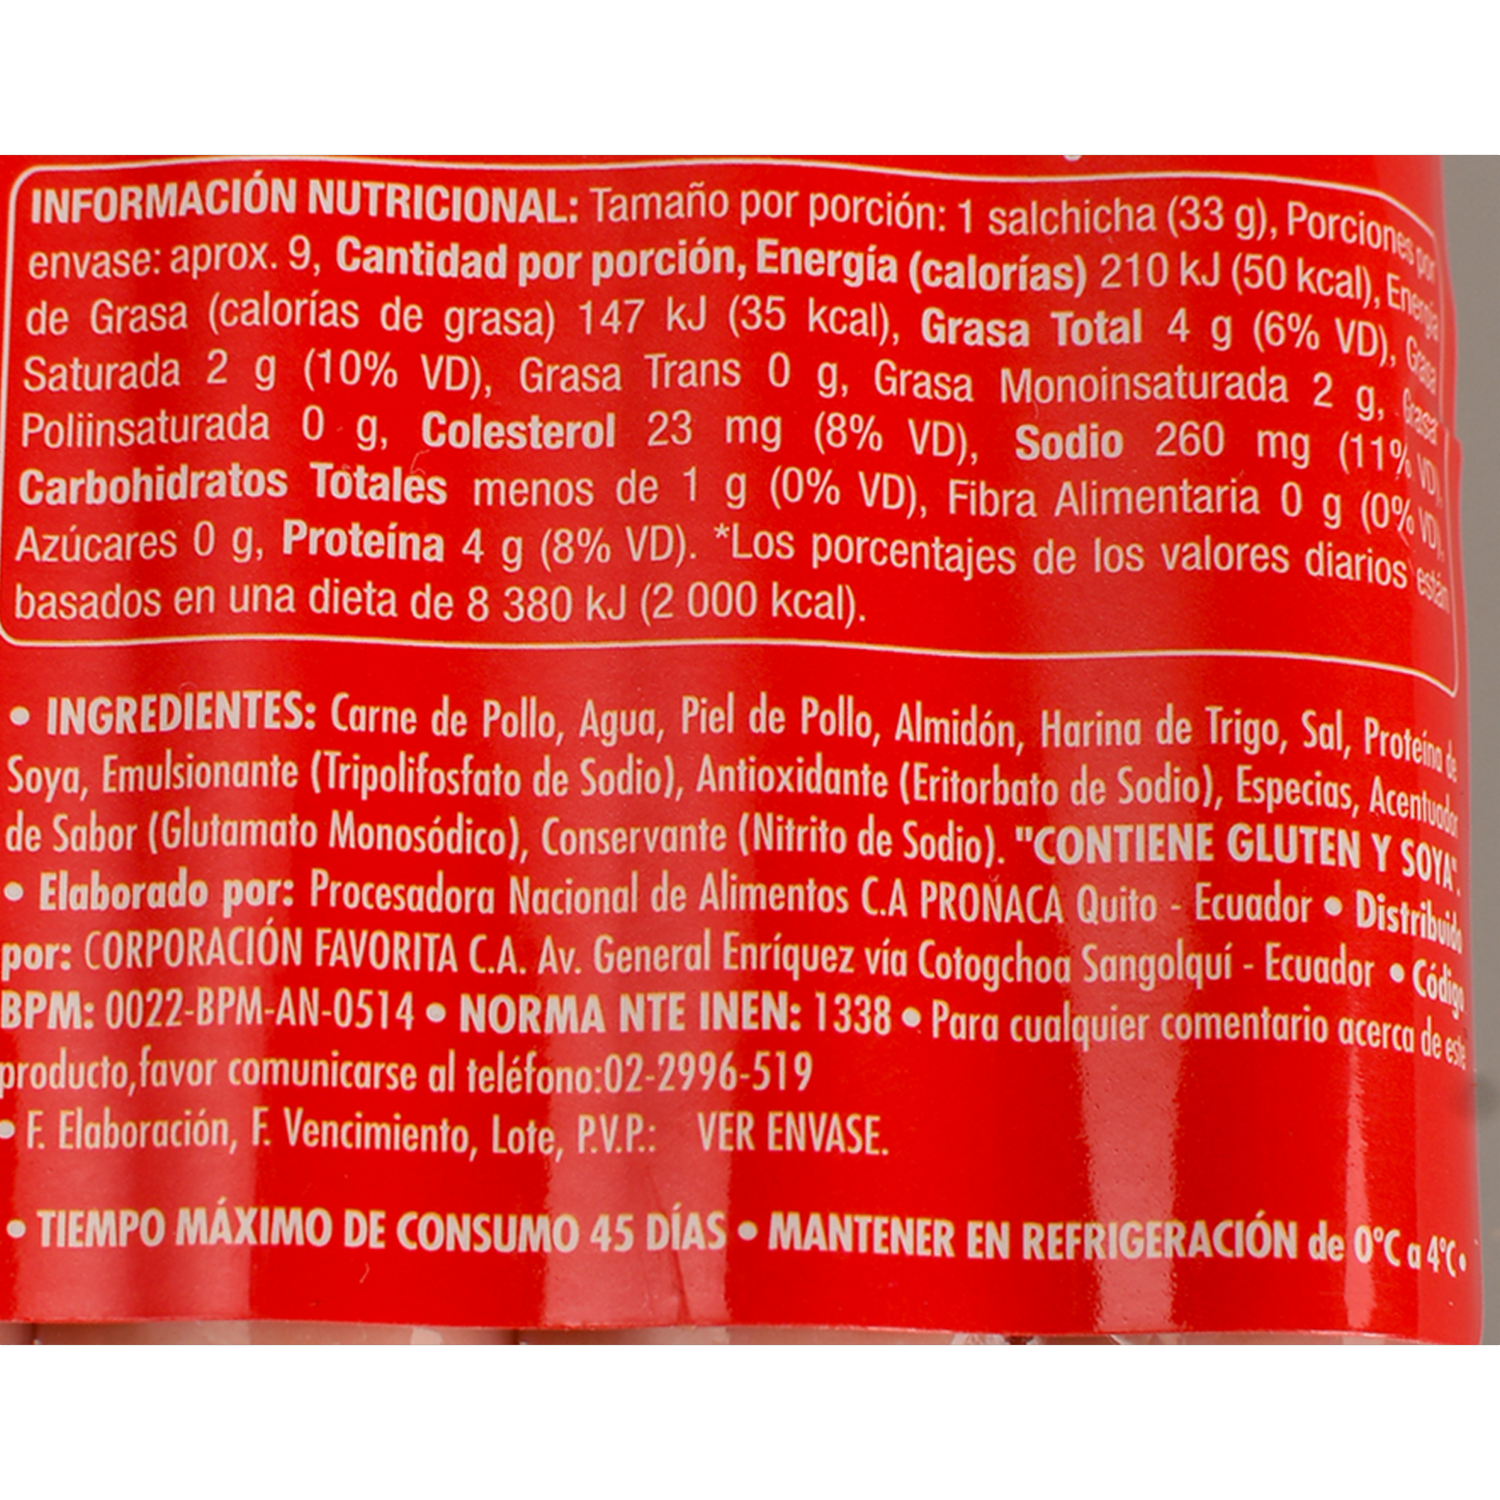 INFORMACIÓN NUTRICIONAL: Tamaño por porción: 1 salchicha (33 g), Porciones por
envase: aprox. 9, Cantidad por porción, Energía (calorías) 210 kJ (50 kcal), Energía
de Grasa (calorías de grasa) 147 kJ (35 kcal), Grasa Total 4 g (6% VD), Grasa
Saturada 2 g (10% VD), Grasa Trans 0 g, Grasa Monoinsaturada 2 g, Grasa
Poliinsaturada 0 g, Colesterol 23 mg (8% VD), Sodio 260 mg (11% VD),
Carbohidratos Totales menos de 1 g (0% VD), Fibra Alimentaria 0 g (0% VD),
Azúcares 0 g, Proteína 4 g (8% VD). *Los porcentajes de los valores diarios están
basados en una dieta de 8 380 kJ (2 000 kcal).
• INGREDIENTES: Carne de Pollo, Agua, Piel de Pollo, Almidón, Harina de Trigo, Sal, Proteína de
Soya, Emulsionante (Tripolifosfato de Sodio), Antioxidante (Eritorbato de Sodio), Especias, Acentuador
de Sabor (Glutamato Monosódico), Conservante (Nitrito de Sodio). "CONTIENE GLUTEN Y SOYA".
• Elaborado por: Procesadora Nacional de Alimentos C.A PRONACA Quito - Ecuador • Distribuido
por: CORPORACIÓN FAVORITA C.A. Av. General Enríquez vía Cotogchoa Sangolquí - Ecuador • Código
BPM: 0022-BPM-AN-0514 • NORMA NTE INEN: 1338 • Para cualquier comentario acerca de este
producto,favor comunicarse al teléfono:02-2996-519
• F. Elaboración, F. Vencimiento, Lote, P.V.P.: VER ENVASE.
• TIEMPO MÁXIMO DE CONSUMO 45 DÍAS • MANTENER EN REFRIGERACIÓN de 0°C a 4°C •